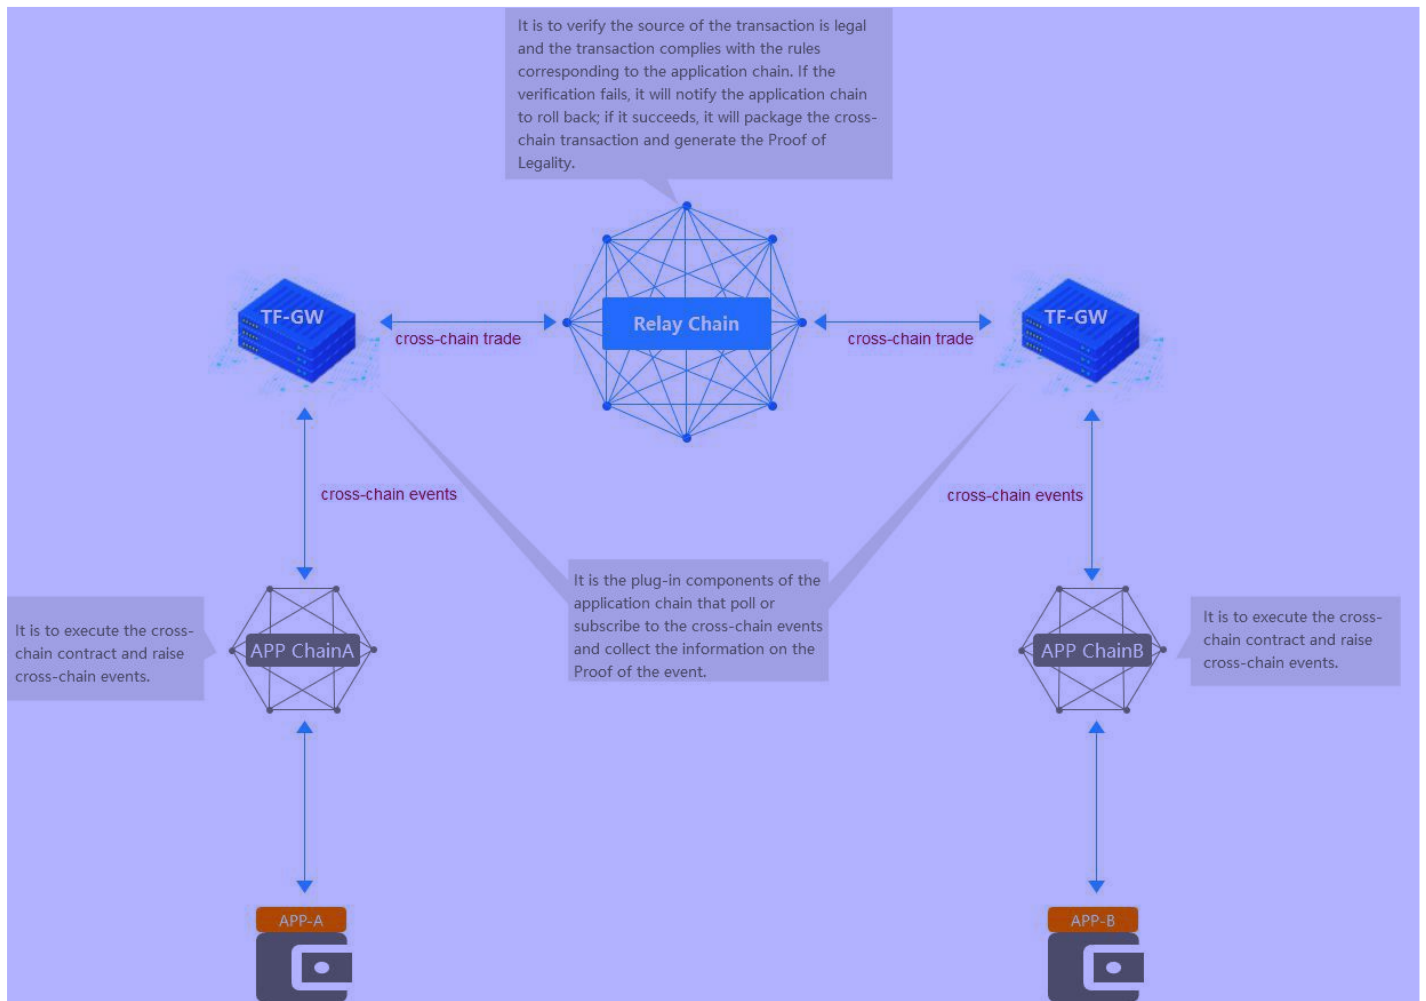 It is to verify the source of the transaction is legal
and the transaction complies with the rules
corresponding to the application chain. If the
verification fails, it will notify the application chain
to roll back; if it succeeds, it will package the cross-
chain transaction and generate the Proof of
Legality.
TF-GW
Relay Chain
TF-GW
cross-chain trade
cross-chain trade
cross-chain events
cross-chain events
It is the plug-in components of the
application chain that poll or
subscribe to the cross-chain events
and collect the information on the
Proof of the event.
It is to execute the cross-
chain contract and raise
cross-chain events.
APP ChainA
APP ChainB
It is to execute the cross-
chain contract and raise
cross-chain events.
APP-A
APP-B